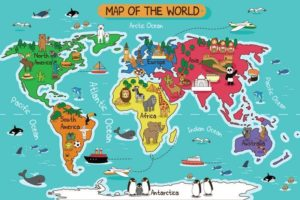 MAP OF THE WORLD
Arctic Ocean
North
America
Europe
Asia
Pacific Ocean
Atlantic Ocean
Pacific Ocean
Africa
South
America
Indian Ocean
Australia
Antarctica